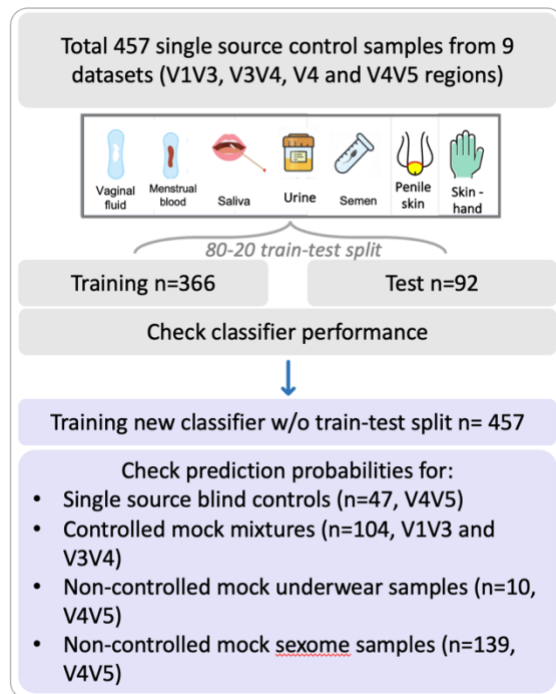 Total 457 single source control samples from 9
datasets (V1V3, V3V4, V4 and V4V5 regions)
Vaginal
fluid
Menstrual
blood
Saliva
Urine
Semen
Penile
skin
Skin -
hand
80-20 train-test split
Training n=366
Test n=92
Check classifier performance
Training new classifier w/o train-test split n= 457
Check prediction probabilities for:
• Single source blind controls (n=47, V4V5)
• Controlled mock mixtures (n=104, V1V3 and
V3V4)
• Non-controlled mock underwear samples (n=10,
V4V5)
• Non-controlled mock sexome samples (n=139,
V4V5)